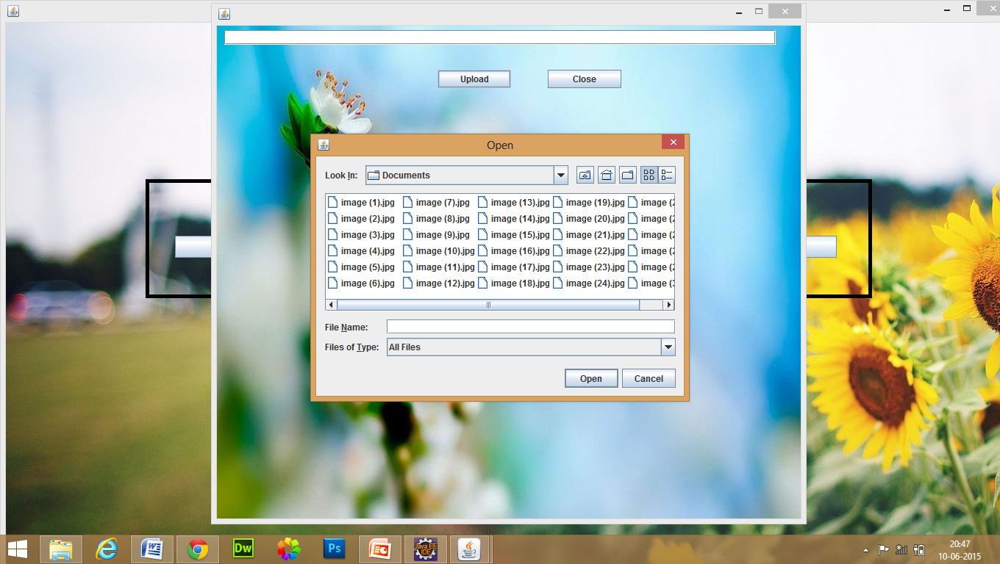 Upload Close
Open
Look In: Documents
image (1).jpg image (7).jpg image (13).jpg image (19).jpg image (2
image (2).jpg image (8).jpg image (14).jpg image (20).jpg image (2
image (3).jpg image (9).jpg image (15).jpg image (21).jpg image (2
image (4).jpg image (10).jpg image (16).jpg image (22).jpg image (2
image (5).jpg image (11).jpg image (17).jpg image (23).jpg image (2
image (6).jpg image (12).jpg image (18).jpg image (24).jpg image (3
File Name:
Files of Type: All Files
Open Cancel
Dw Ps Java EE IDE
20:47
10-06-2015